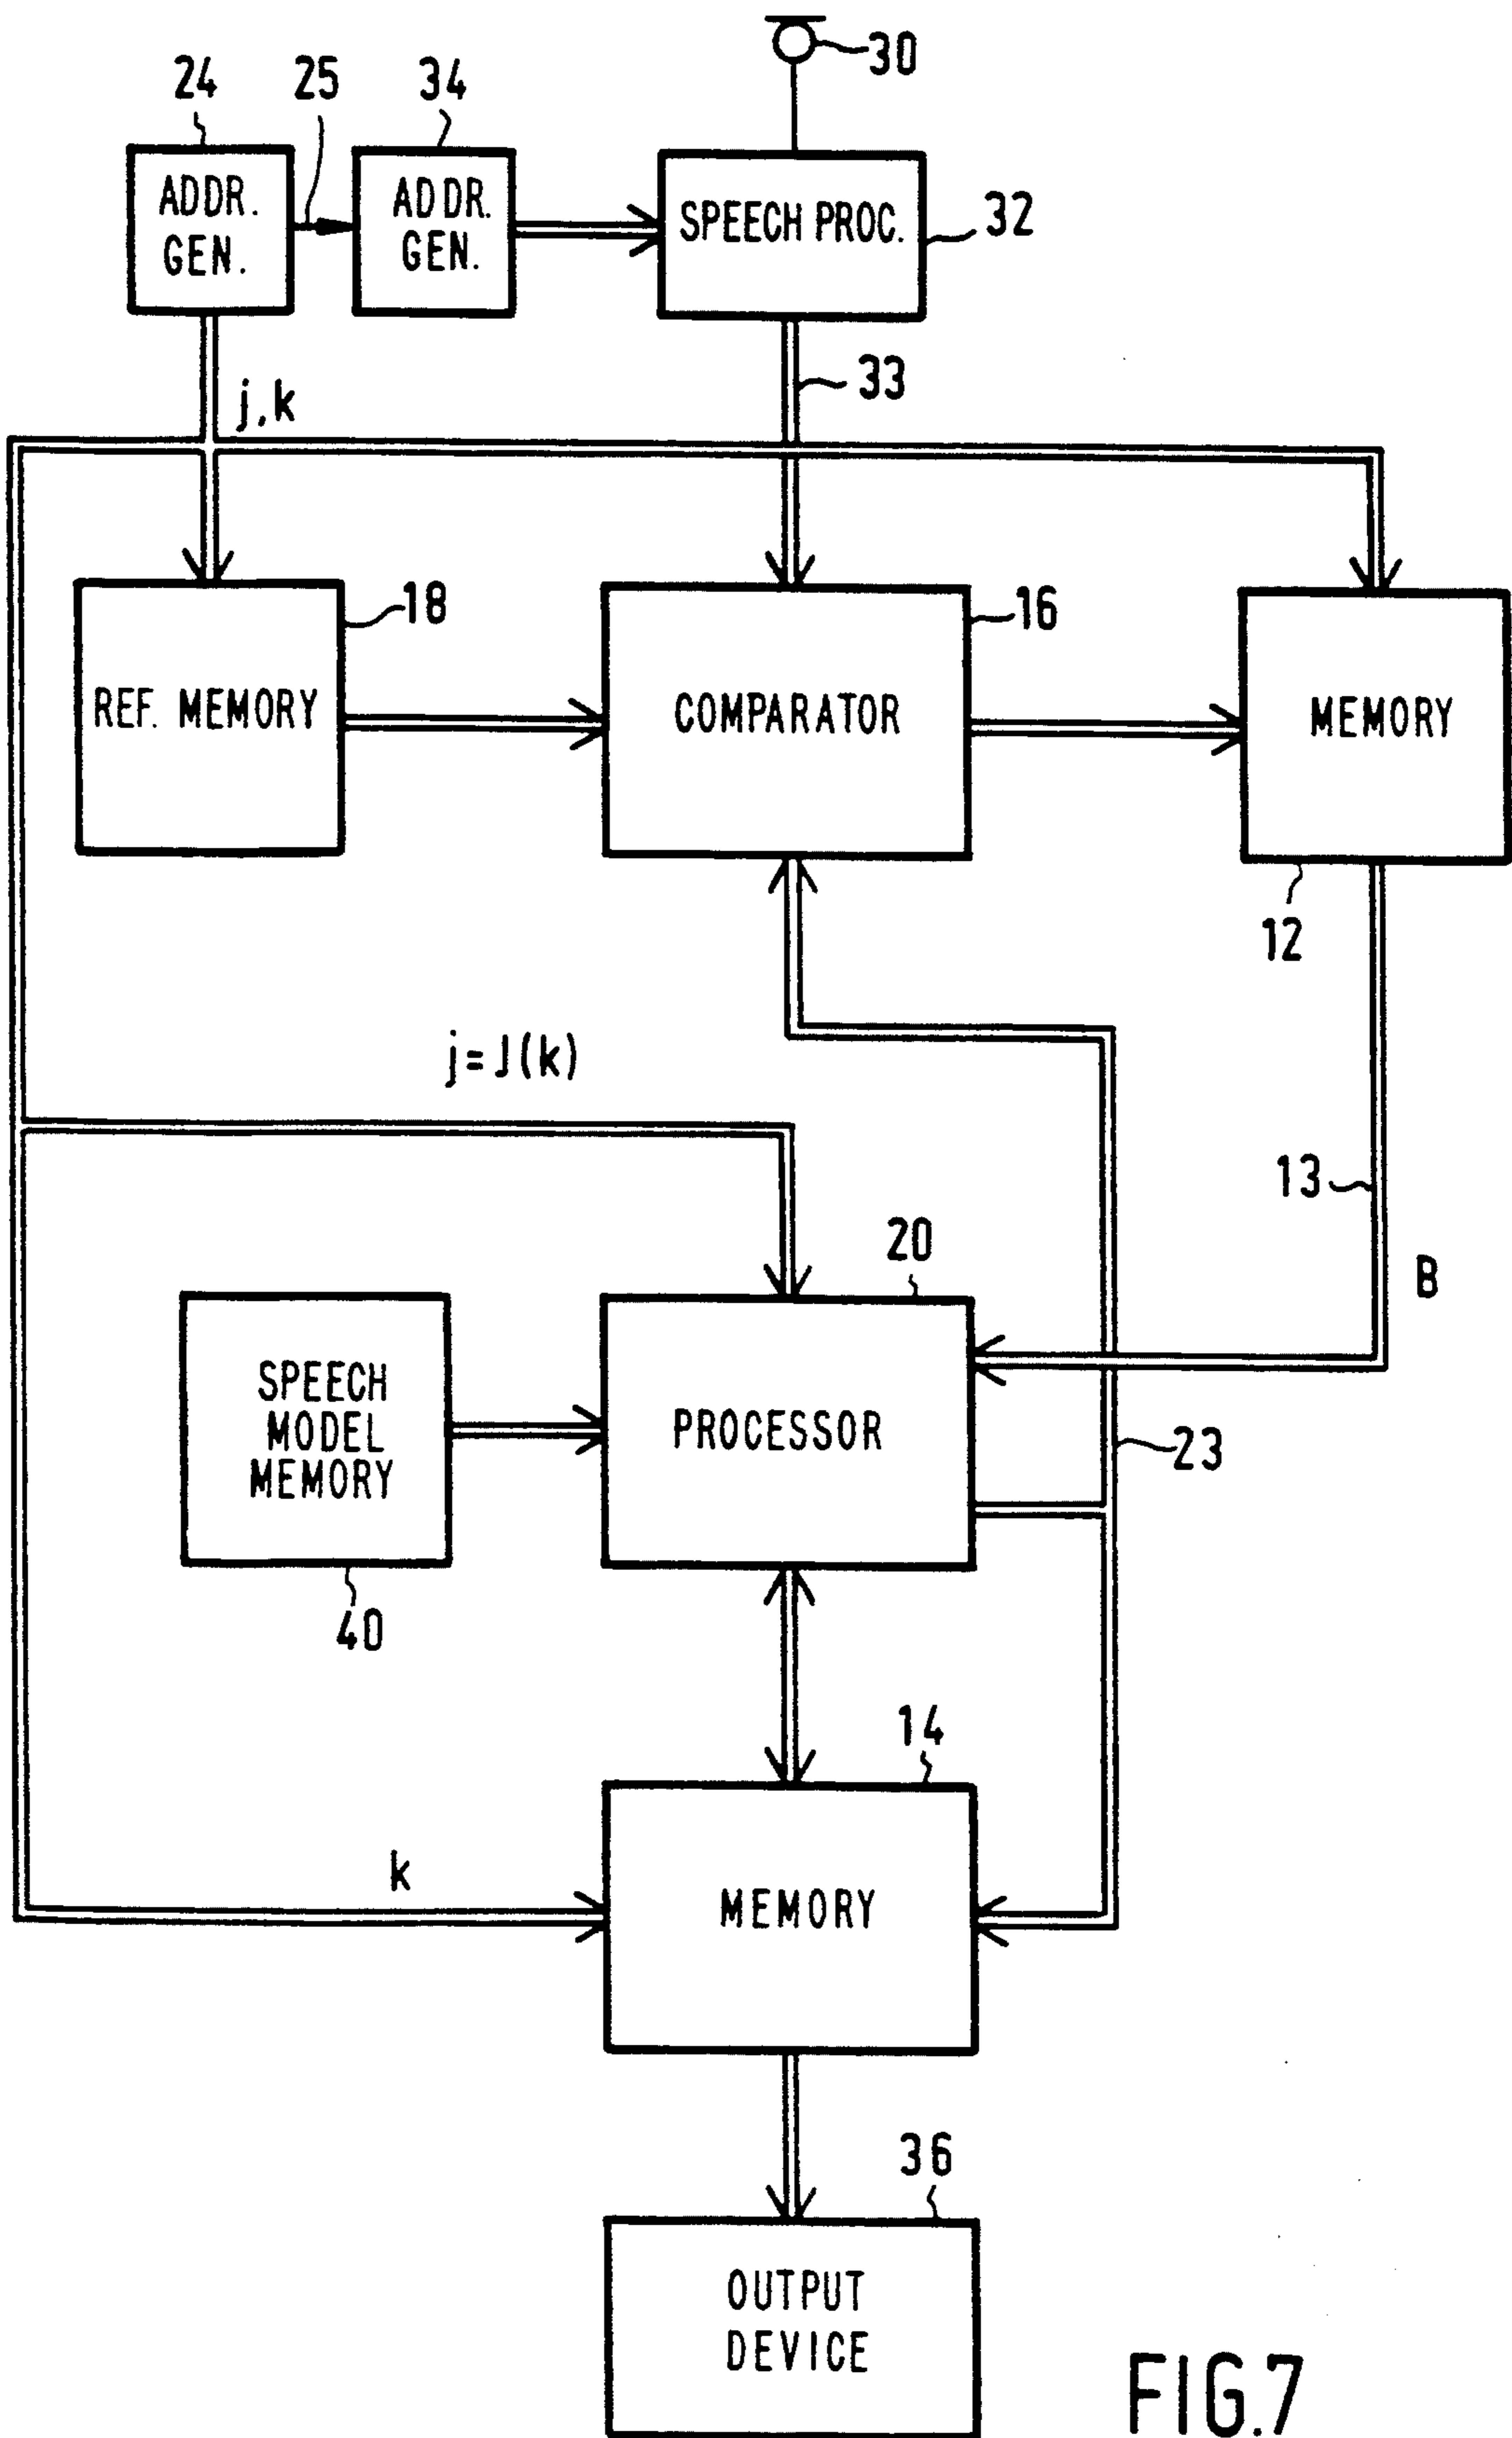 30
24 25 34
ADDR.
GEN.
ADDR.
GEN.
SPEECH PROC.
32
33
j,k
18
16
REF. MEMORY
COMPARATOR
MEMORY
12
j=J(k)
13
20
B
SPEECH
MODEL
MEMORY
PROCESSOR
23
40
14
k
MEMORY
36
OUTPUT
DEVICE
FIG.7